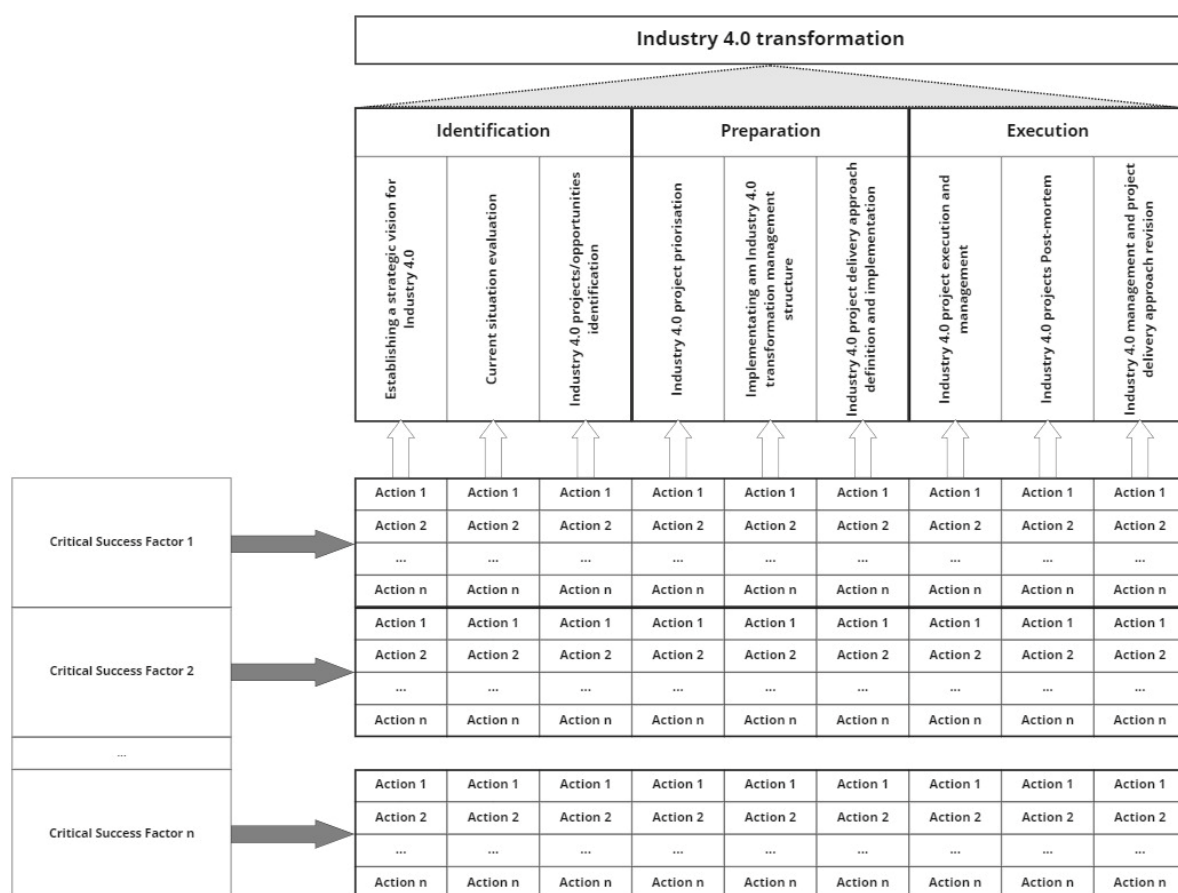 Industry 4.0 transformation
Identification
Preparation
Execution
Establishing a strategic vision for
Industry 4.0
Current situation evaluation
Industry 4.0 projects/opportunities
identification
Industry 4.0 project priorisation
Implementating am Industry 4.0
transformation management
structure
Industry 4.0 project delivery approach
definition and implementation
Industry 4.0 project execution and
management
Industry 4.0 projects Post-mortem
Industry 4.0 management and project
delivery approach revision
Critical Success Factor 1
Action 1 Action 1 Action 1 Action 1 Action 1 Action 1 Action 1 Action 1 Action 1
Action 2 Action 2 Action 2 Action 2 Action 2 Action 2 Action 2 Action 2 Action 2
... ... ... ... ... ... ... ... ...
Action n Action n Action n Action n Action n Action n Action n Action n Action n
Critical Success Factor 2
Action 1 Action 1 Action 1 Action 1 Action 1 Action 1 Action 1 Action 1 Action 1
Action 2 Action 2 Action 2 Action 2 Action 2 Action 2 Action 2 Action 2 Action 2
... ... ... ... ... ... ... ... ...
Action n Action n Action n Action n Action n Action n Action n Action n Action n
...
Critical Success Factor n
Action 1 Action 1 Action 1 Action 1 Action 1 Action 1 Action 1 Action 1 Action 1
Action 2 Action 2 Action 2 Action 2 Action 2 Action 2 Action 2 Action 2 Action 2
... ... ... ... ... ... ... ... ...
Action n Action n Action n Action n Action n Action n Action n Action n Action n